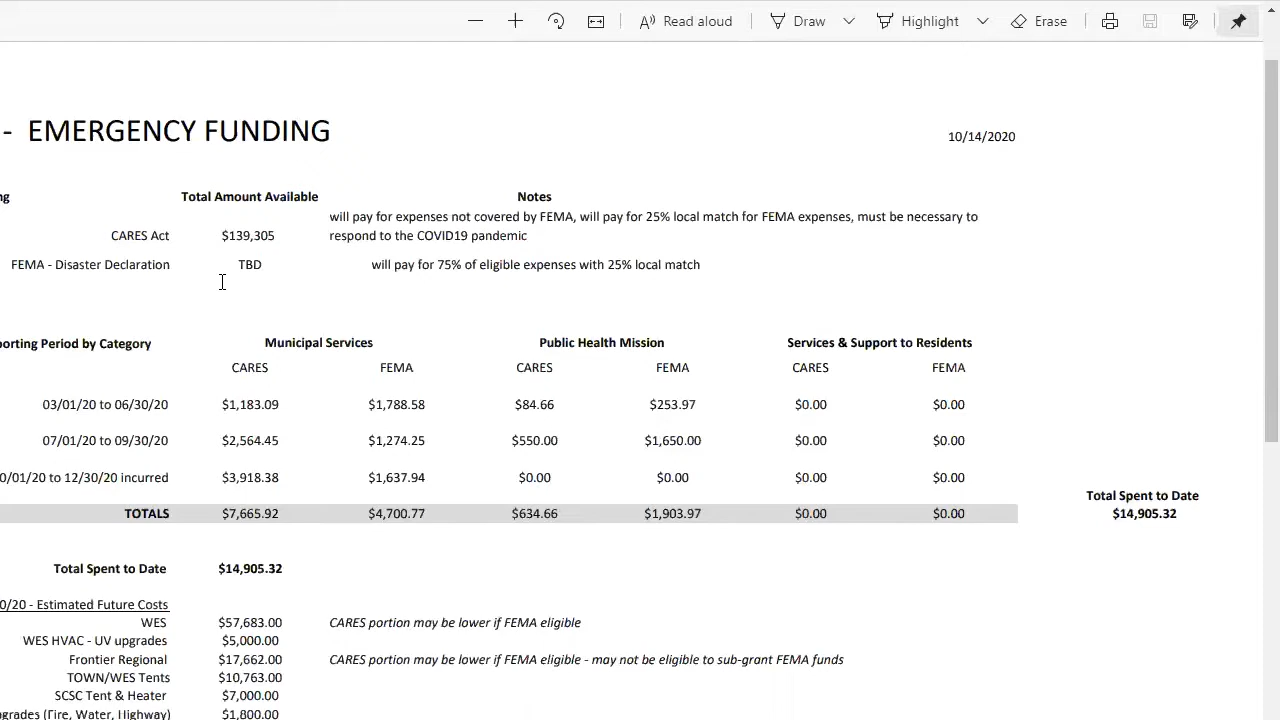 Read aloud Draw Highlight Erase
- EMERGENCY FUNDING
10/14/2020
ng Total Amount Available Notes
will pay for expenses not covered by FEMA, will pay for 25% local match for FEMA expenses, must be necessary to
CARES Act $139,305 respond to the COVID19 pandemic
FEMA - Disaster Declaration TBD will pay for 75% of eligible expenses with 25% local match
orting Period by Category Municipal Services Public Health Mission Services & Support to Residents
CARES FEMA CARES FEMA CARES FEMA
03/01/20 to 06/30/20 $1,183.09 $1,788.58 $84.66 $253.97 $0.00 $0.00
07/01/20 to 09/30/20 $2,564.45 $1,274.25 $550.00 $1,650.00 $0.00 $0.00
0/01/20 to 12/30/20 incurred $3,918.38 $1,637.94 $0.00 $0.00 $0.00 $0.00
Total Spent to Date
TOTALS $7,665.92 $4,700.77 $634.66 $1,903.97 $0.00 $0.00 $14,905.32
Total Spent to Date $14,905.32
0/20 - Estimated Future Costs
WES $57,683.00 CARES portion may be lower if FEMA eligible
WES HVAC - UV upgrades $5,000.00
Frontier Regional $17,662.00 CARES portion may be lower if FEMA eligible - may not be eligible to sub-grant FEMA funds
TOWN/WES Tents $10,763.00
SCSC Tent & Heater $7,000.00
grades (Fire, Water, Highway) $1,800.00